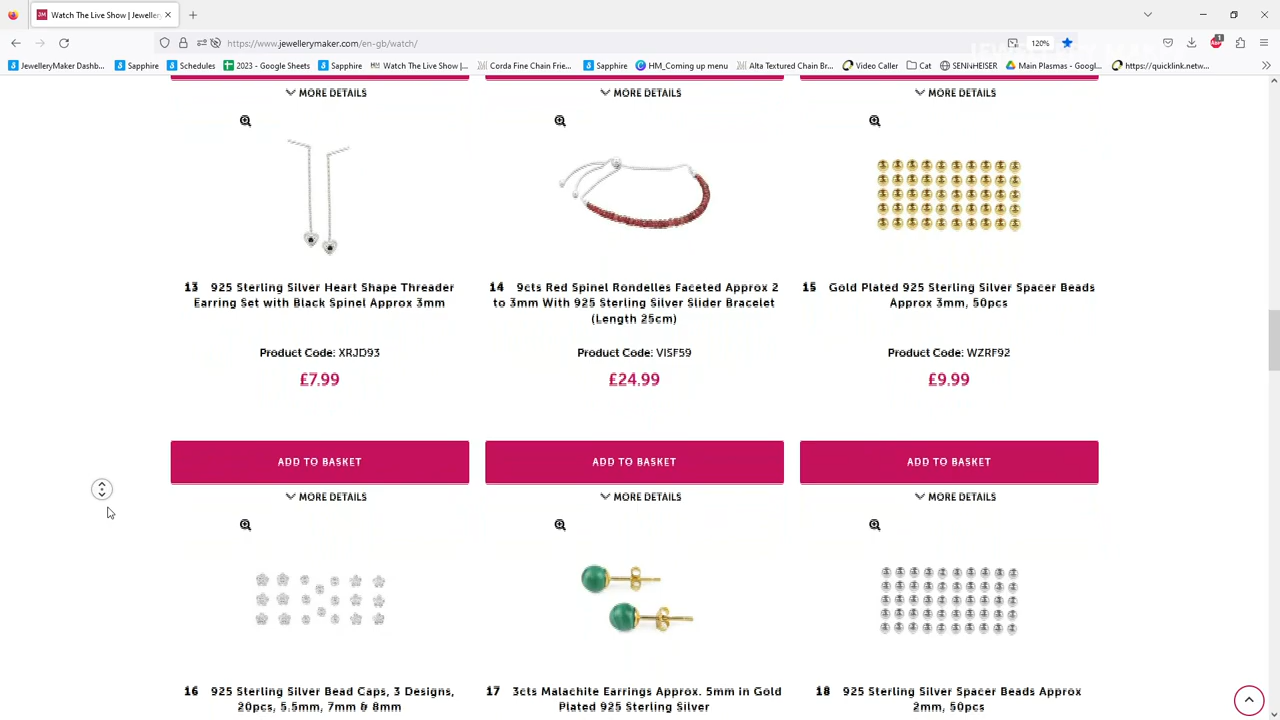 Watch The Live Show | Jeweller
https://www.jewellerymaker.com/en-gb/watch/
120%
JewelleryMaker Dashb...
Sapphire
Schedules
2023 - Google Sheets
Sapphire
Watch The Live Show |...
Corda Fine Chain Frie...
Sapphire
HM_Coming up menu
Alta Textured Chain Br...
Video Caller
Cat
SENNHEISER
Main Plasmas - Googl...
https://quicklink.netw...
MORE DETAILS
MORE DETAILS
MORE DETAILS
13 925 Sterling Silver Heart Shape Threader
Earring Set with Black Spinel Approx 3mm
Product Code: XRJD93
£7.99
14 9cts Red Spinel Rondelles Faceted Approx 2
to 3mm With 925 Sterling Silver Slider Bracelet
(Length 25cm)
Product Code: VISF59
£24.99
15 Gold Plated 925 Sterling Silver Spacer Beads
Approx 3mm, 50pcs
Product Code: WZRF92
£9.99
ADD TO BASKET
ADD TO BASKET
ADD TO BASKET
MORE DETAILS
MORE DETAILS
MORE DETAILS
16 925 Sterling Silver Bead Caps, 3 Designs,
20pcs, 5.5mm, 7mm & 8mm
17 3cts Malachite Earrings Approx. 5mm in Gold
Plated 925 Sterling Silver
18 925 Sterling Silver Spacer Beads Approx
2mm, 50pcs